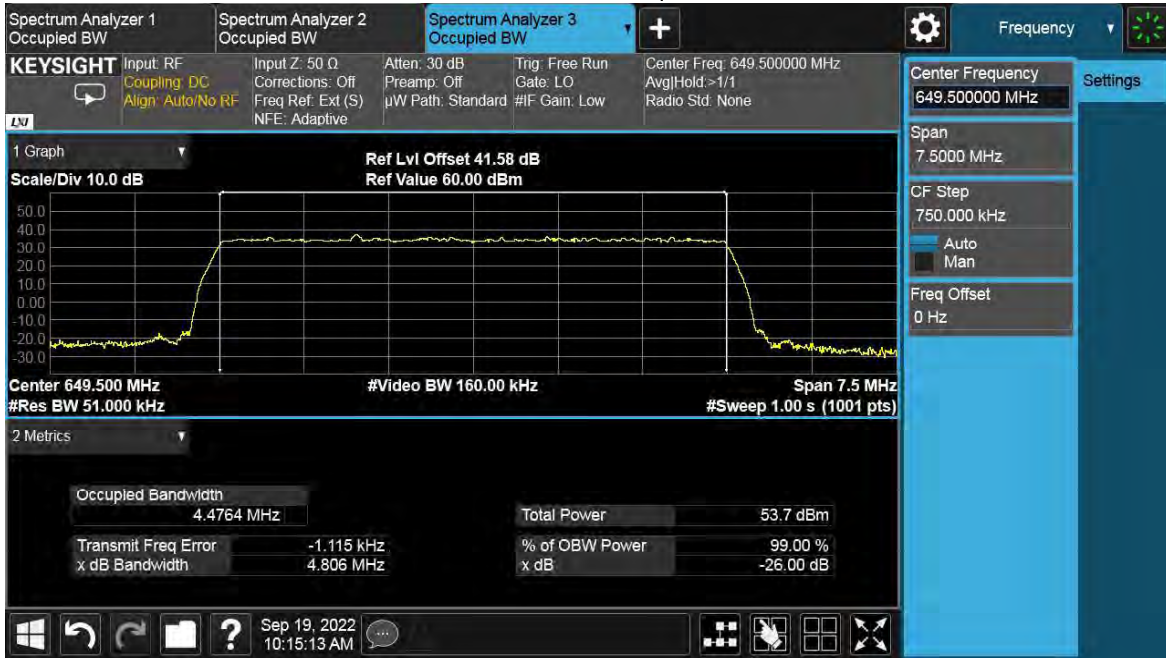 Spectrum Analyzer 1
Occupied BW
Spectrum Analyzer 2
Occupied BW
Spectrum Analyzer 3
Occupied BW
+
Frequency
KEYSIGHT
LXI
Input: RF
Coupling: DC
Align: Auto/No RF
Input Z: 50 Ω
Corrections: Off
Freq Ref: Ext (S)
NFE: Adaptive
Atten: 30 dB
Preamp: Off
µW Path: Standard
Trig: Free Run
Gate: LO
#IF Gain: Low
Center Freq: 649.500000 MHz
Avg|Hold:>1/1
Radio Std: None
Center Frequency
649.500000 MHz
Settings
Span
7.5000 MHz
CF Step
750.000 kHz
Auto
Man
Freq Offset
0 Hz
1 Graph
Scale/Div 10.0 dB
Ref Lvl Offset 41.58 dB
Ref Value 60.00 dBm
50.0
40.0
30.0
20.0
10.0
0.00
-10.0
-20.0
-30.0
Center 649.500 MHz
#Res BW 51.000 kHz
#Video BW 160.00 kHz
Span 7.5 MHz
#Sweep 1.00 s (1001 pts)
2 Metrics
Occupied Bandwidth
4.4764 MHz
Total Power 53.7 dBm
Transmit Freq Error -1.115 kHz
% of OBW Power 99.00 %
x dB Bandwidth 4.806 MHz
x dB -26.00 dB
?
Sep 19, 2022
10:15:13 AM